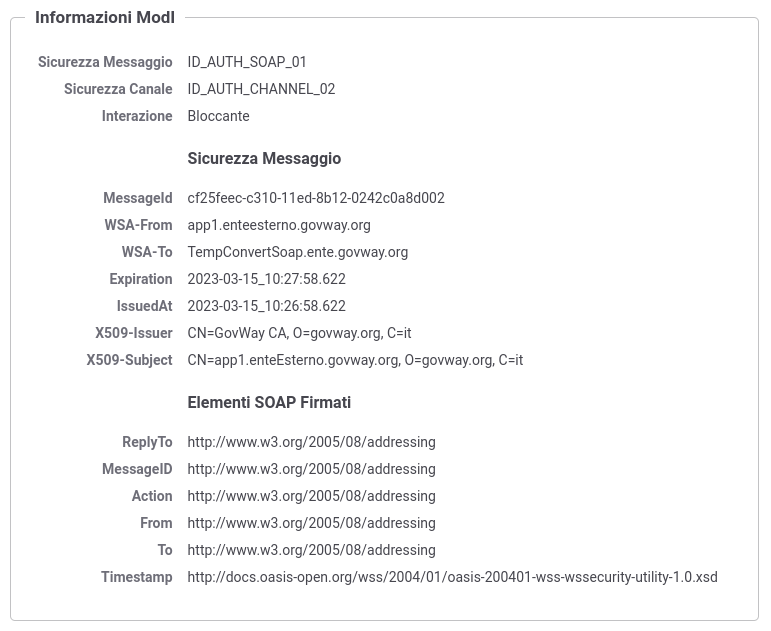 Informazioni ModI
Sicurezza Messaggio ID_AUTH_SOAP_01
Sicurezza Canale ID_AUTH_CHANNEL_02
Interazione Bloccante
Sicurezza Messaggio
MessageId cf25feec-c310-11ed-8b12-0242c0a8d002
WSA-From app1.enteesterno.govway.org
WSA-To TempConvertSoap.ente.govway.org
Expiration 2023-03-15_10:27:58.622
IssuedAt 2023-03-15_10:26:58.622
X509-Issuer CN=GovWay CA, O=govway.org, C=it
X509-Subject CN=app1.enteEsterno.govway.org, O=govway.org, C=it
Elementi SOAP Firmati
ReplyTo http://www.w3.org/2005/08/addressing
MessageID http://www.w3.org/2005/08/addressing
Action http://www.w3.org/2005/08/addressing
From http://www.w3.org/2005/08/addressing
To http://www.w3.org/2005/08/addressing
Timestamp http://docs.oasis-open.org/wss/2004/01/oasis-200401-wss-wssecurity-utility-1.0.xsd